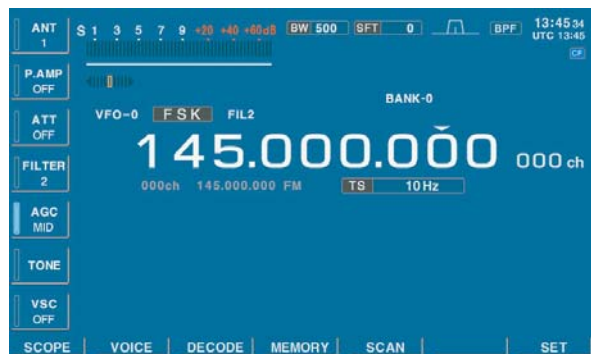 ANT
1
S 1 3 5 7 9 +20 +40 +60dB
BW 500
SFT 0
BPF
13:45 34
UTC 13:45
CF
P.AMP
OFF
BANK-0
ATT
OFF
VFO-0 FSK FIL2
145.000.000 000 ch
FILTER
2
000ch 145.000.000 FM
TS 10Hz
AGC
MID
TONE
VSC
OFF
SCOPE VOICE DECODE MEMORY SCAN SET